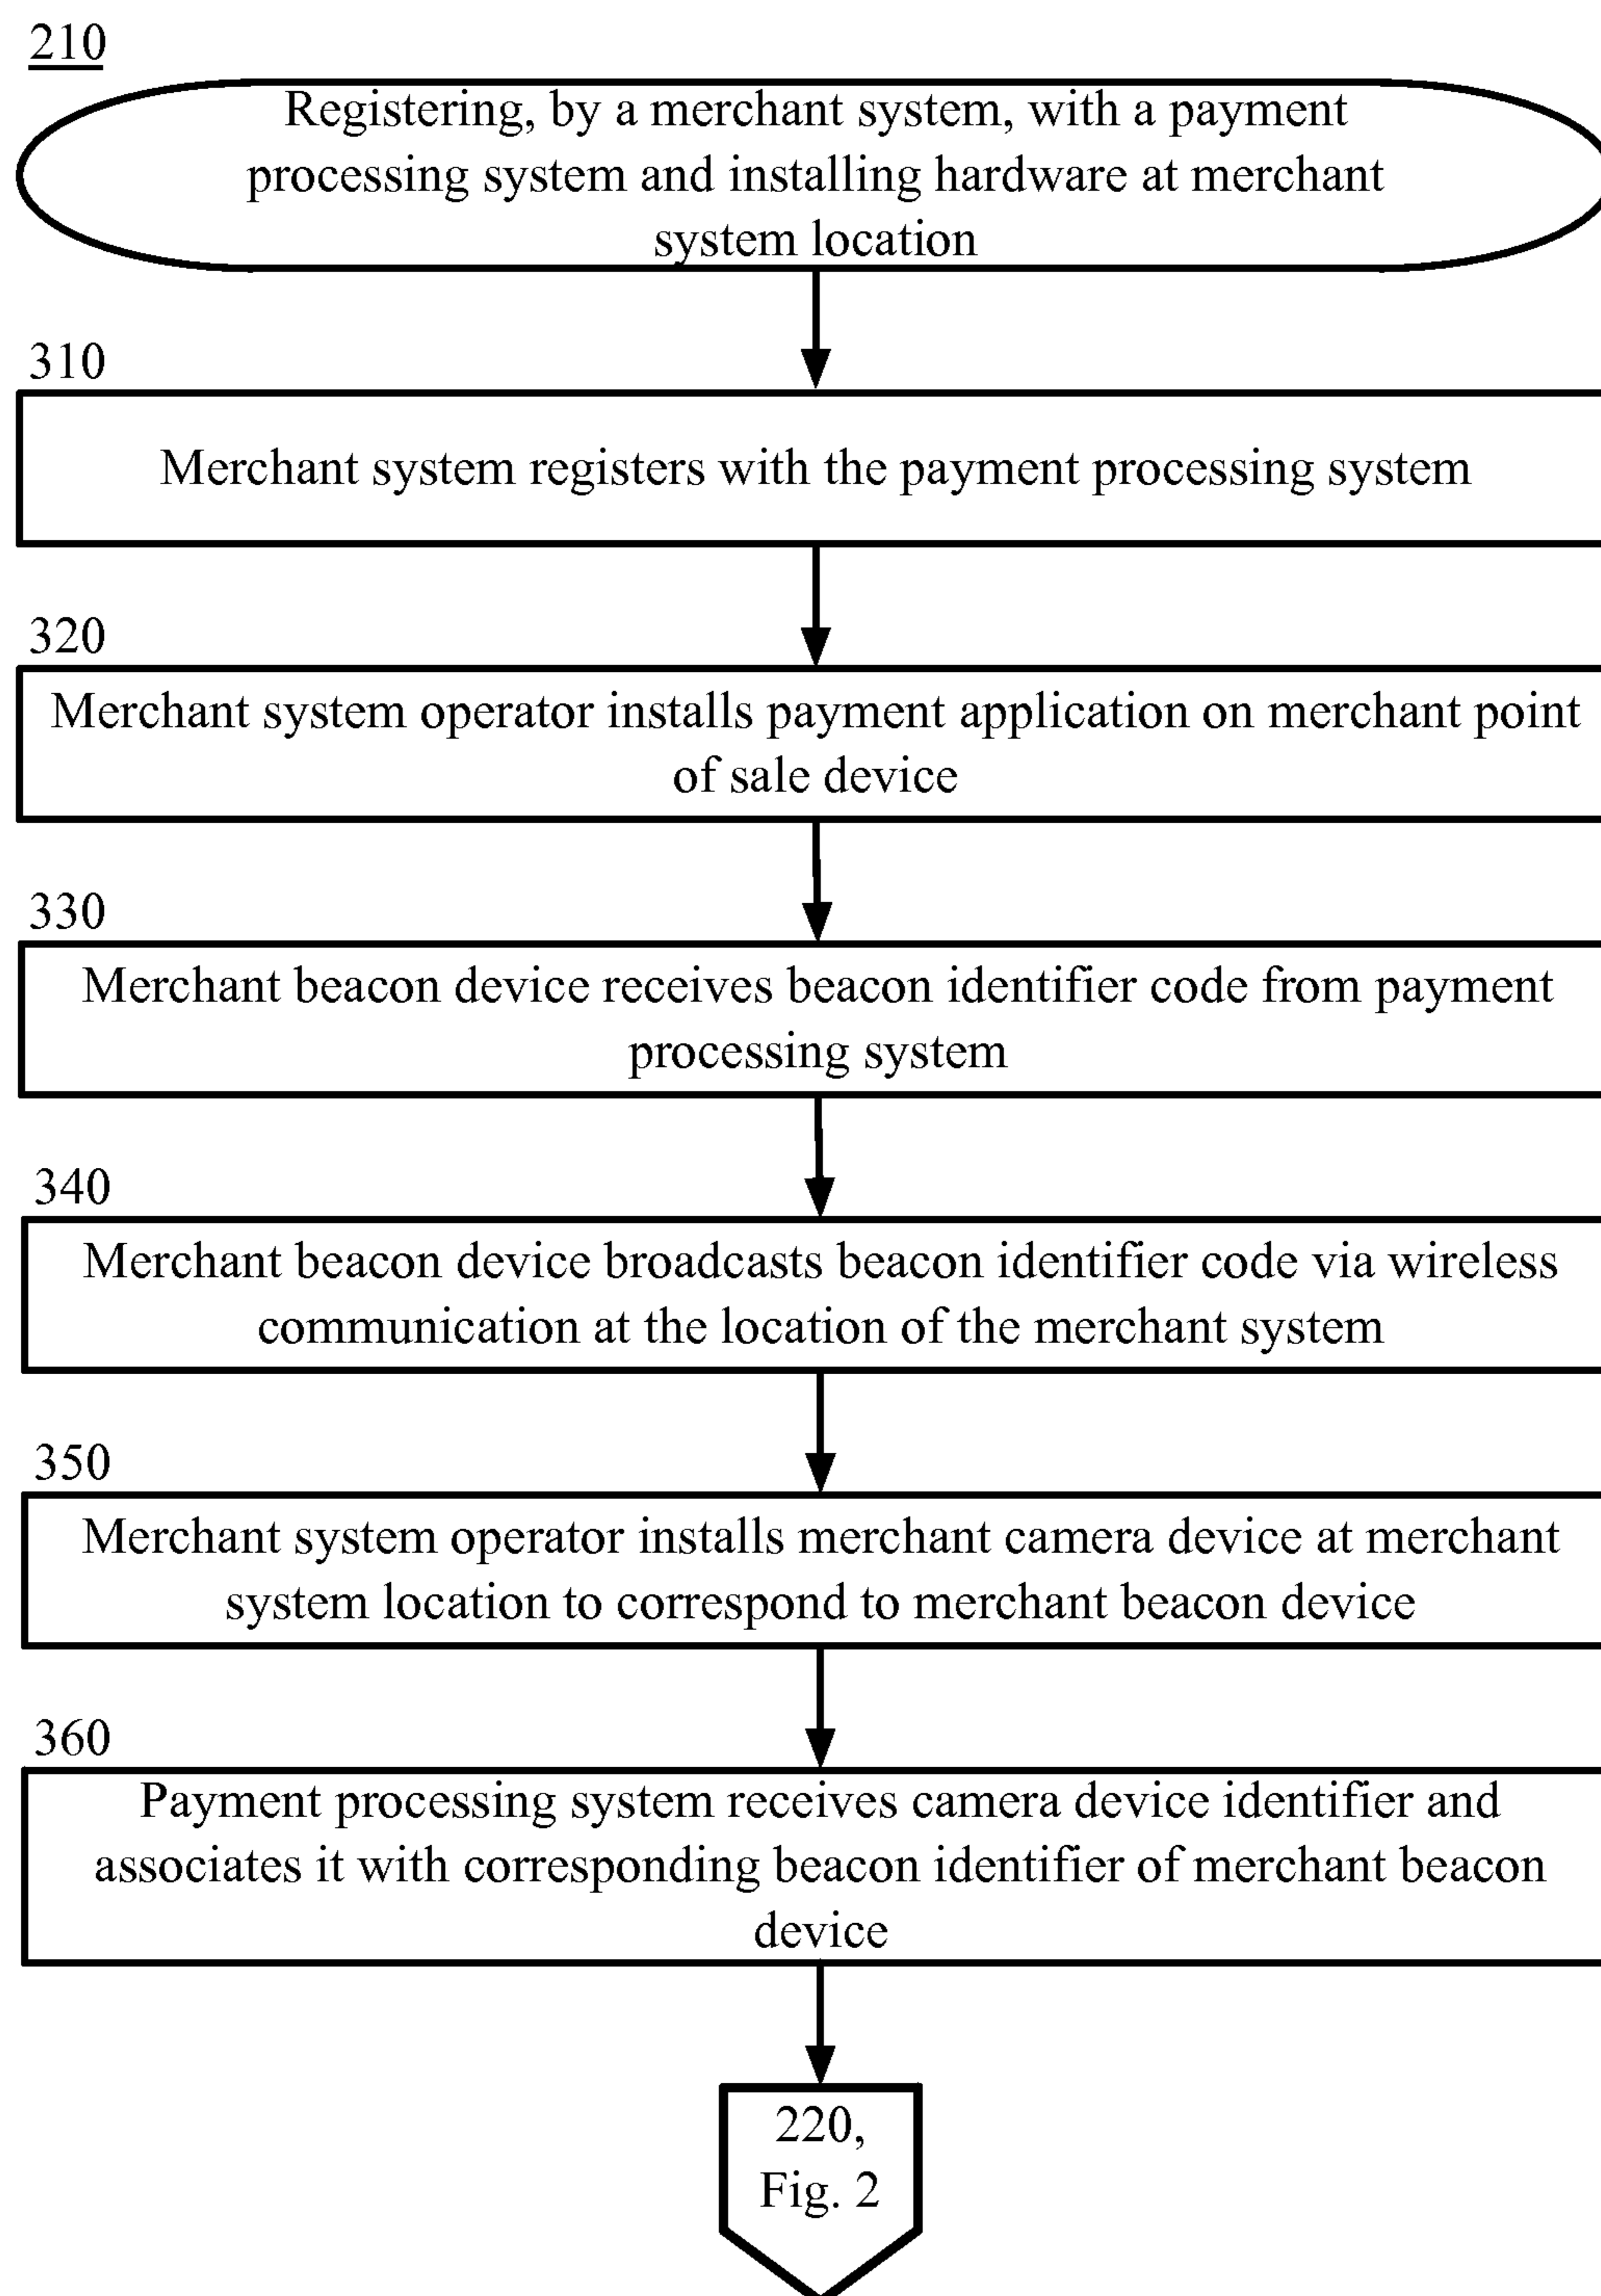 210
Registering, by a merchant system, with a payment
processing system and installing hardware at merchant
system location
310
Merchant system registers with the payment processing system
320
Merchant system operator installs payment application on merchant point
of sale device
330
Merchant beacon device receives beacon identifier code from payment
processing system
340
Merchant beacon device broadcasts beacon identifier code via wireless
communication at the location of the merchant system
350
Merchant system operator installs merchant camera device at merchant
system location to correspond to merchant beacon device
360
Payment processing system receives camera device identifier and
associates it with corresponding beacon identifier of merchant beacon
device
220,
Fig. 2